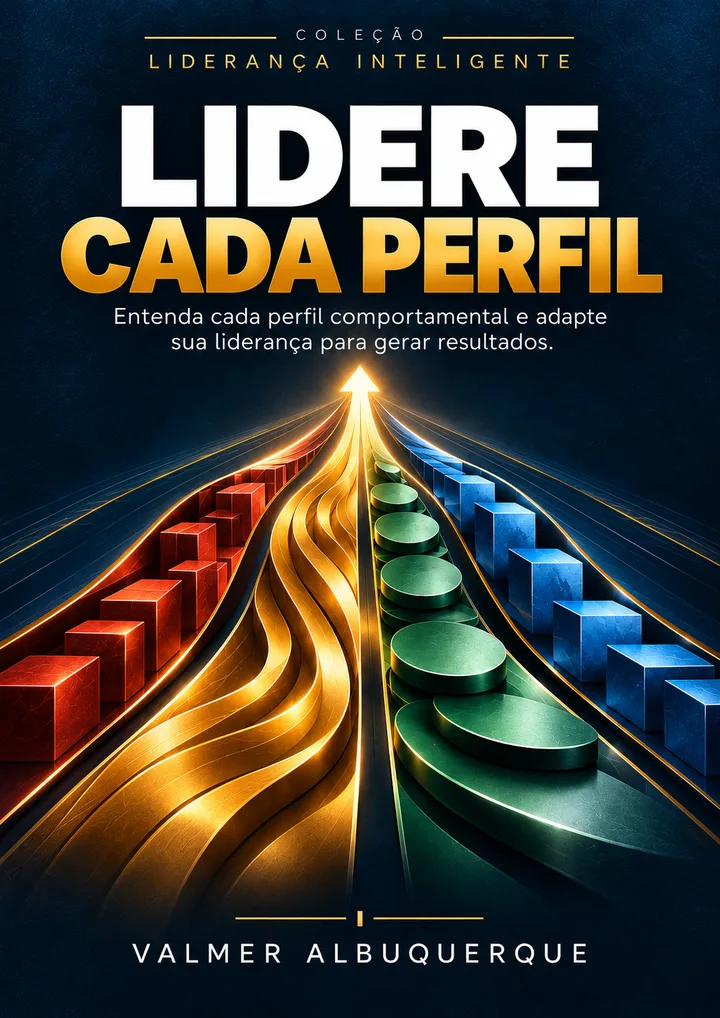 COLEÇÃO
LIDERANÇA INTELIGENTE
LIDERE
CADA PERFIL
Entenda cada perfil comportamental e adapte
sua liderança para gerar resultados.
VALMER ALBUQUERQUE